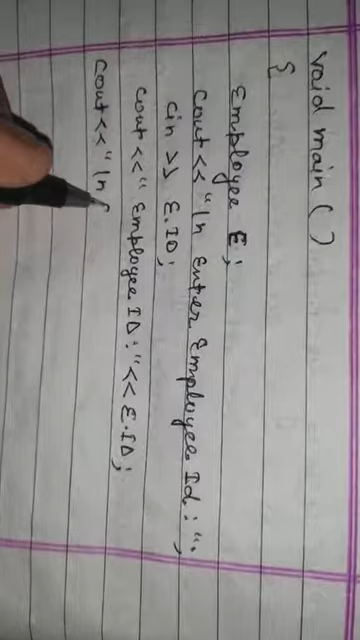 void main()
{
Employee E;
cout<<"\n Enter Employee Id:";
cin>> E.ID;
cout<<" Employee ID:"<<E.ID;
cout<<"\n